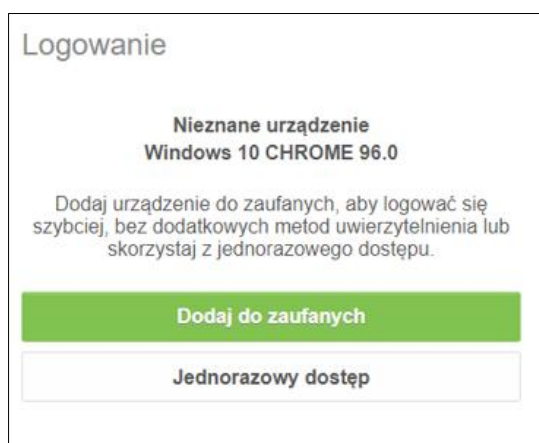 Logowanie
Nieznane urządzenie
Windows 10 CHROME 96.0
Dodaj urządzenie do zaufanych, aby logować się
szybciej, bez dodatkowych metod uwierzytelnienia lub
skorzystaj z jednorazowego dostępu.
Dodaj do zaufanych
Jednorazowy dostęp